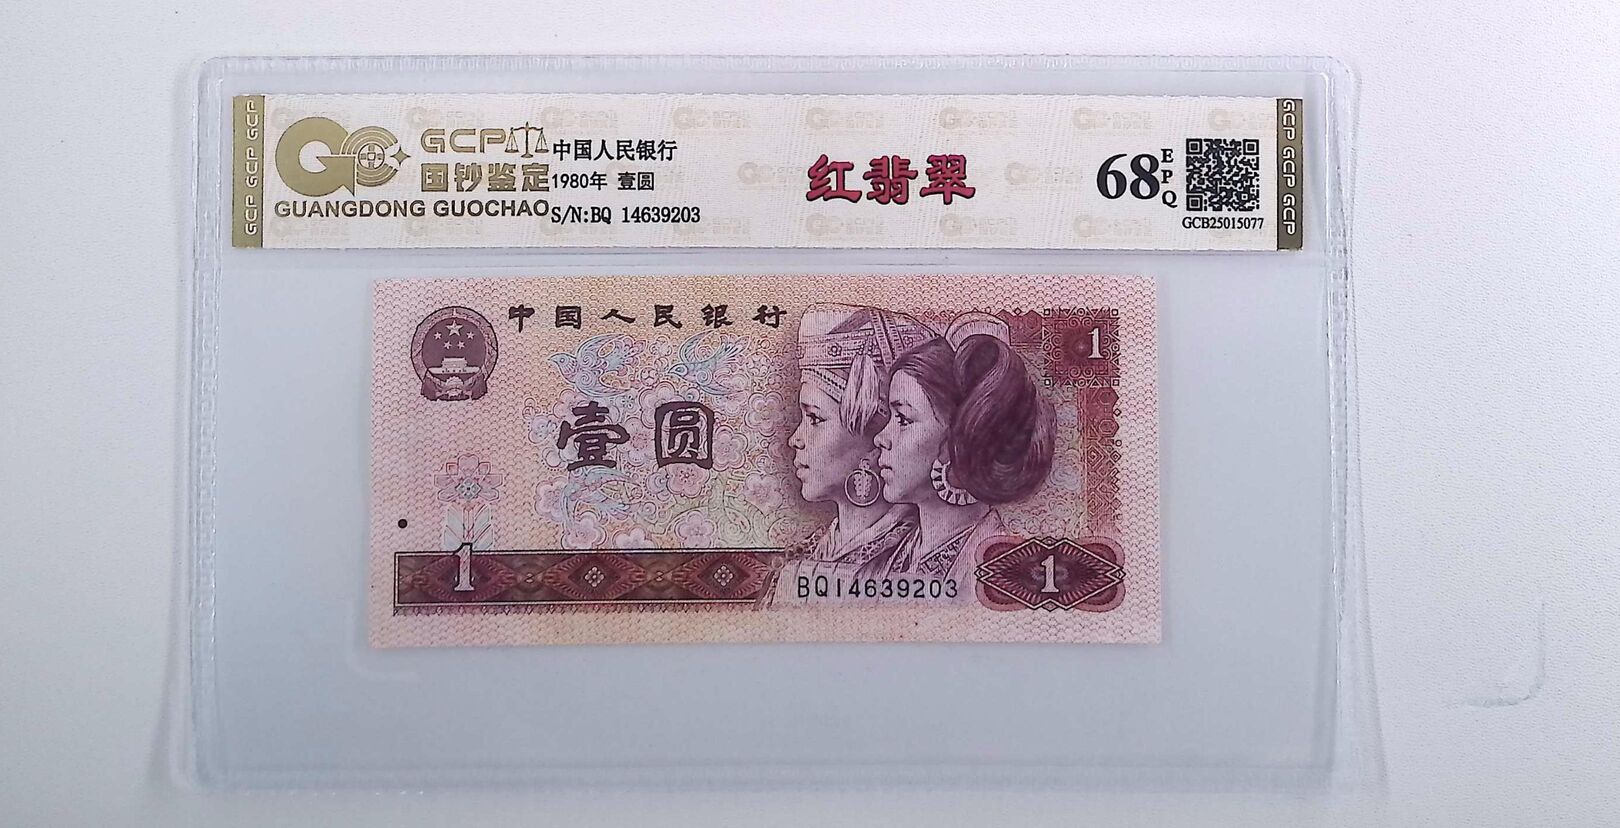 GCP GCP GCP
GCP
国钞鉴定
GUANGDONG GUOCHAO
中国人民银行
1980年 壹圆
S/N:BQ 14639203
红翡翠
68
EPQ
GCB25015077
GCP GCP GCP
中国人民银行
1
壹圆
1
BQ14639203
1